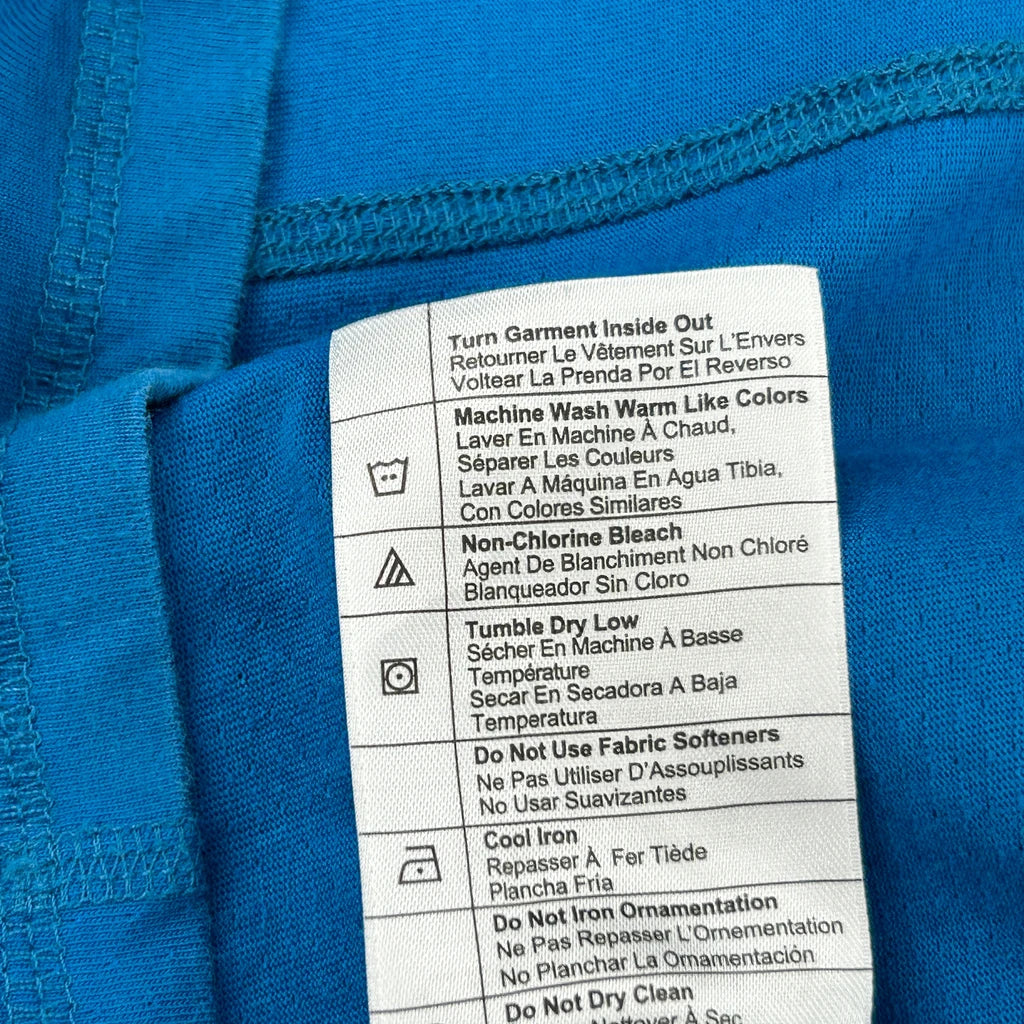 Turn Garment Inside Out
Retourner Le Vêtement Sur L'Envers
Voltear La Prenda Por El Reverso
Machine Wash Warm Like Colors
Laver En Machine À Chaud,
Séparer Les Couleurs
Lavar A Máquina En Agua Tibia,
Con Colores Similares
Non-Chlorine Bleach
Agent De Blanchiment Non Chloré
Blanqueador Sin Cloro
Tumble Dry Low
Sécher En Machine À Basse
Température
Secar En Secadora A Baja
Temperatura
Do Not Use Fabric Softeners
Ne Pas Utiliser D'Assouplissants
No Usar Suavizantes
Cool Iron
Repasser À Fer Tiède
Plancha Fria
Do Not Iron Ornamentation
Ne Pas Repasser L'Ornementation
No Planchar La Ornamentación
Do Not Dry Clean
Nettoyer À Sec